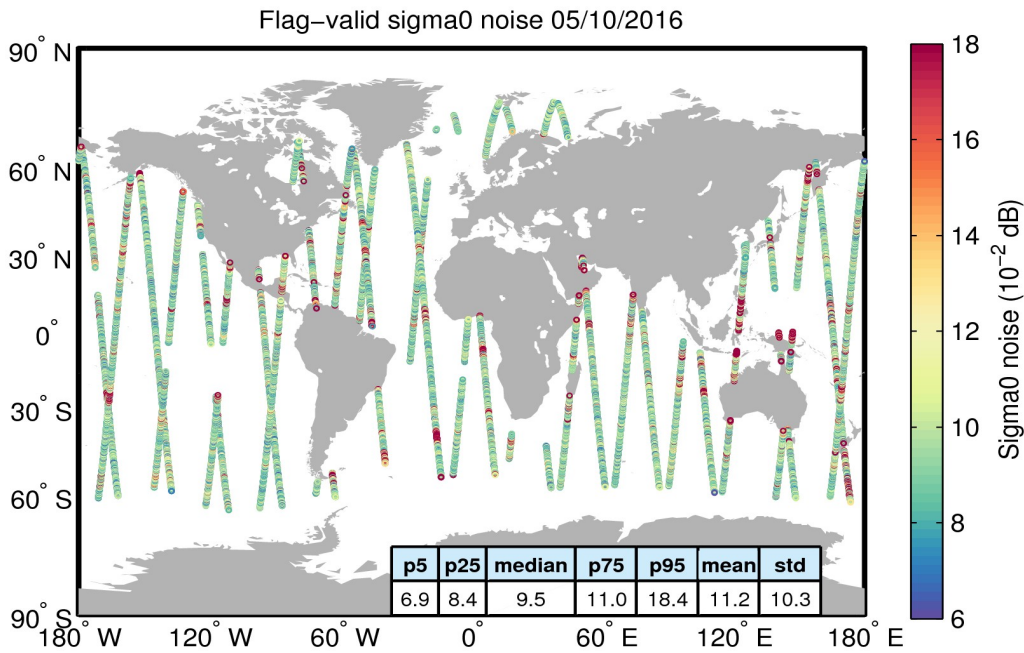 Flag−valid sigma0 noise 05/10/2016
90° N
60° N
30° N
0°
30° S
60° S
90° S
180° W
120° W
60° W
0°
60° E
120° E
180° E
p5 p25 median p75 p95 mean std
6.9 8.4 9.5 11.0 18.4 11.2 10.3
18
16
14
12
10
8
6
Sigma0 noise (10⁻² dB)